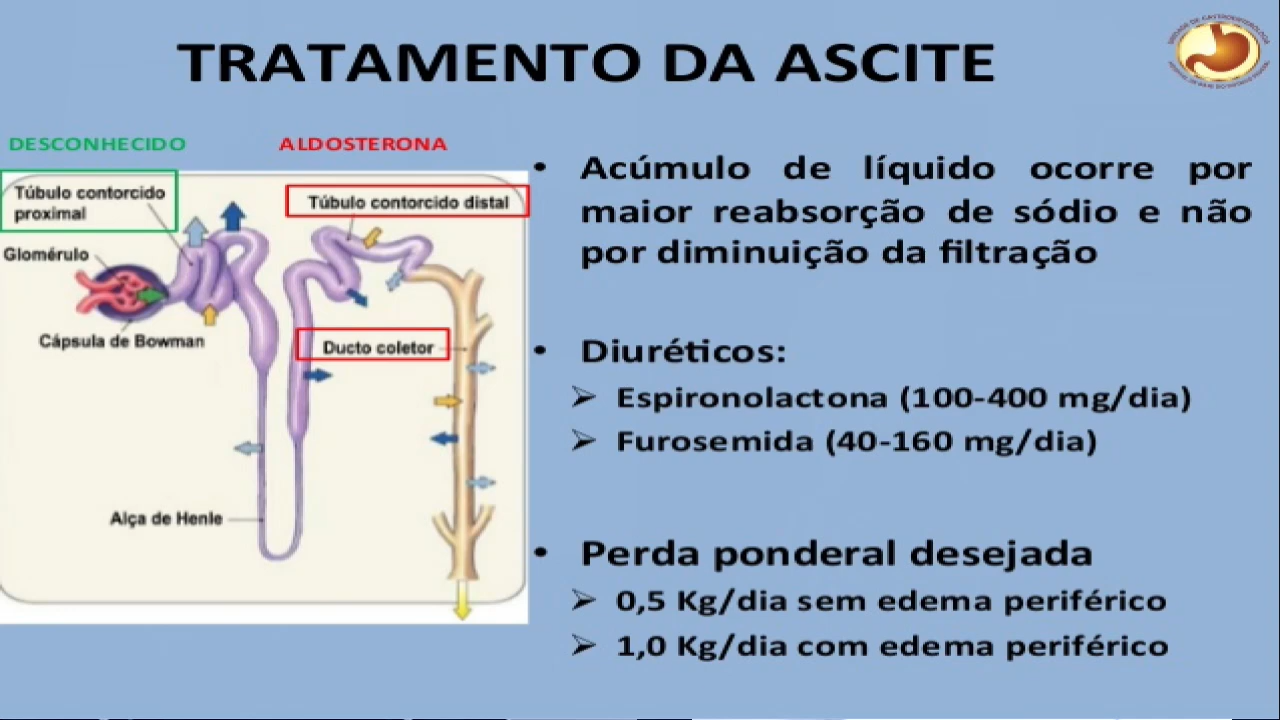 TRATAMENTO DA ASCITE
DESCONHECIDO
ALDOSTERONA
Túbulo contorcido
proximal
Túbulo contorcido distal
Glomérulo
Cápsula de Bowman
Ducto coletor
Alça de Henle
• Acúmulo de líquido ocorre por
maior reabsorção de sódio e não
por diminuição da filtração
• Diuréticos:
➢ Espironolactona (100-400 mg/dia)
➢ Furosemida (40-160 mg/dia)
• Perda ponderal desejada
➢ 0,5 Kg/dia sem edema periférico
➢ 1,0 Kg/dia com edema periférico